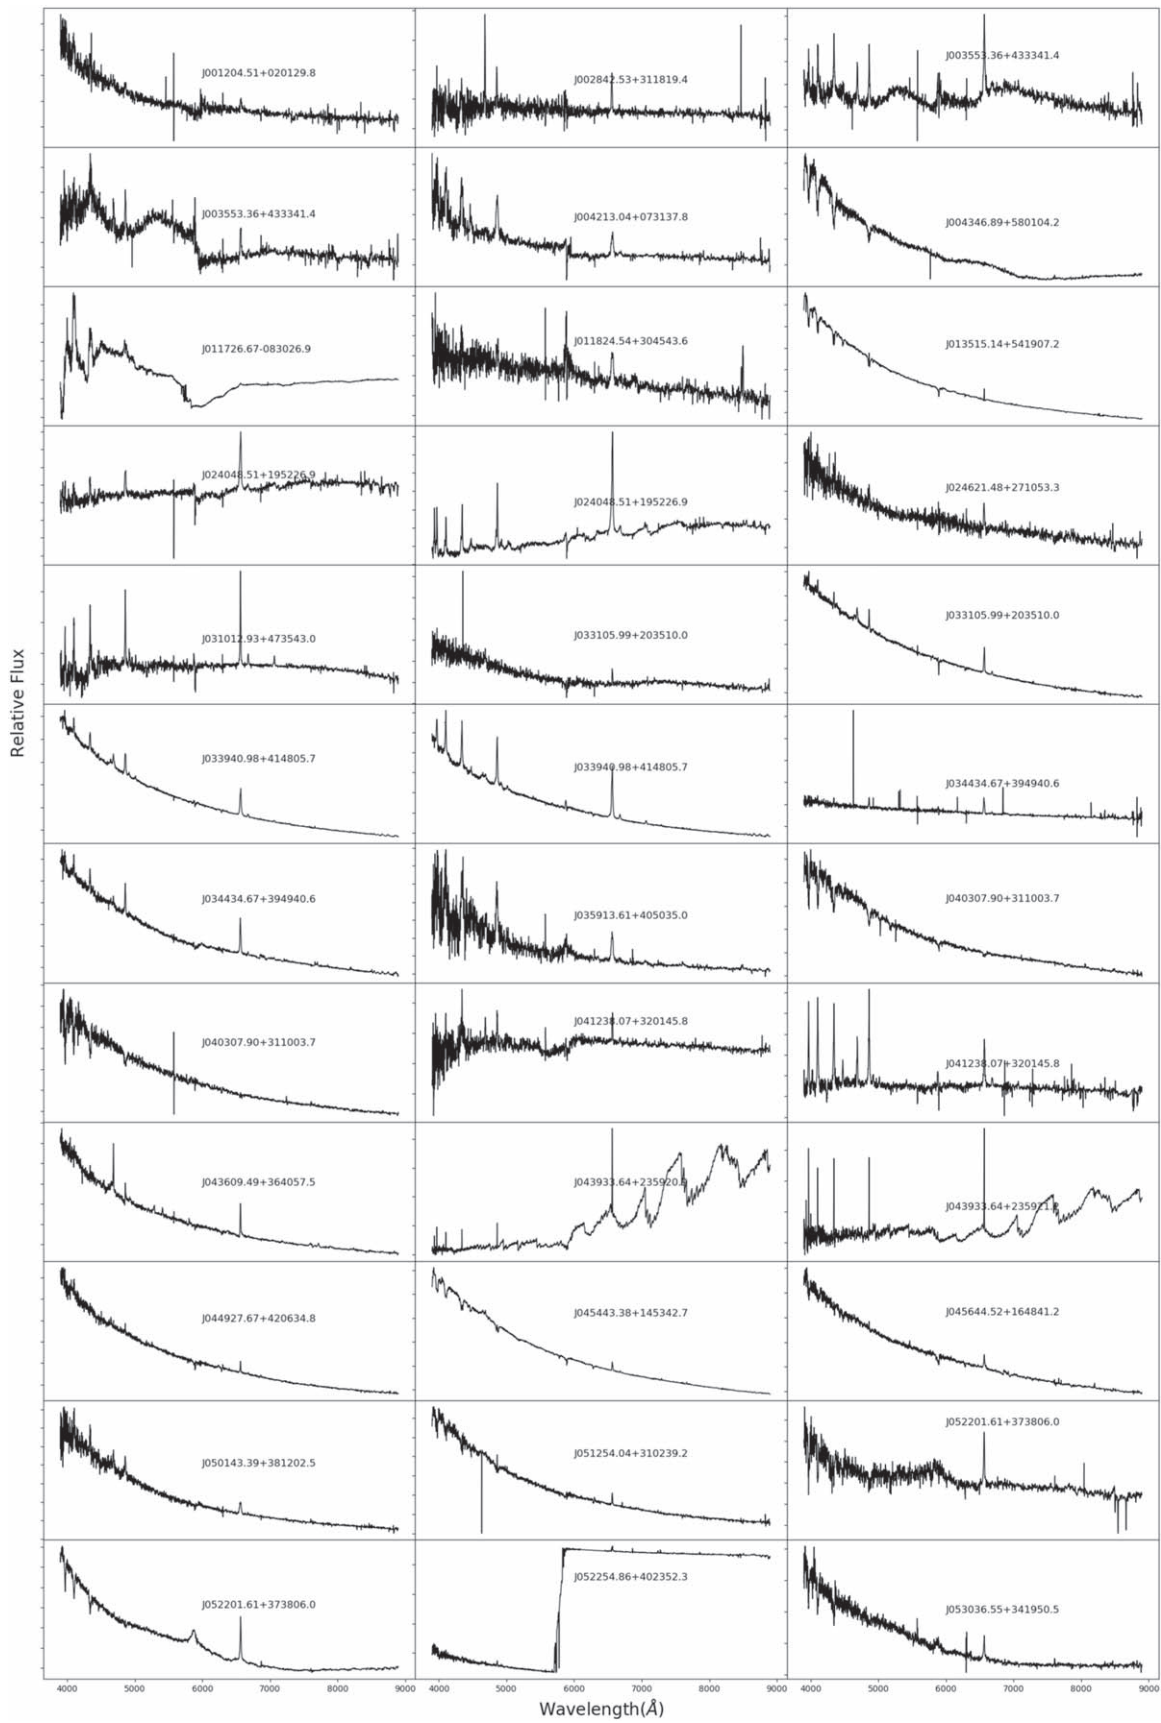 J001204.51+020129.8
J002842.53+311819.4
J003553.36+433341.4
J003553.36+433341.4
J004213.04+073137.8
J004346.89+580104.2
J011726.67-083026.9
J011824.54+304543.6
J013515.14+541907.2
J024048.51+195226.9
J024048.51+195226.9
J024621.48+271053.3
J031012.93+473543.0
J033105.99+203510.0
J033105.99+203510.0
Relative Flux
J033940.98+414805.7
J033940.98+414805.7
J034434.67+394940.6
J034434.67+394940.6
J035913.61+405035.0
J040307.90+311003.7
J040307.90+311003.7
J041238.07+320145.8
J041238.07+320145.8
J043609.49+364057.5
J044927.67+420634.8
J045443.38+145342.7
J045644.52+164841.2
J050143.39+381202.5
J051254.04+310239.2
J052201.61+373806.0
J052201.61+373806.0
J052254.86+402352.3
J053036.55+341950.5
4000 5000 6000 7000 8000 9000 4000 5000 6000 7000 8000 9000 4000 5000 6000 7000 8000 9000
Wavelength(Å)